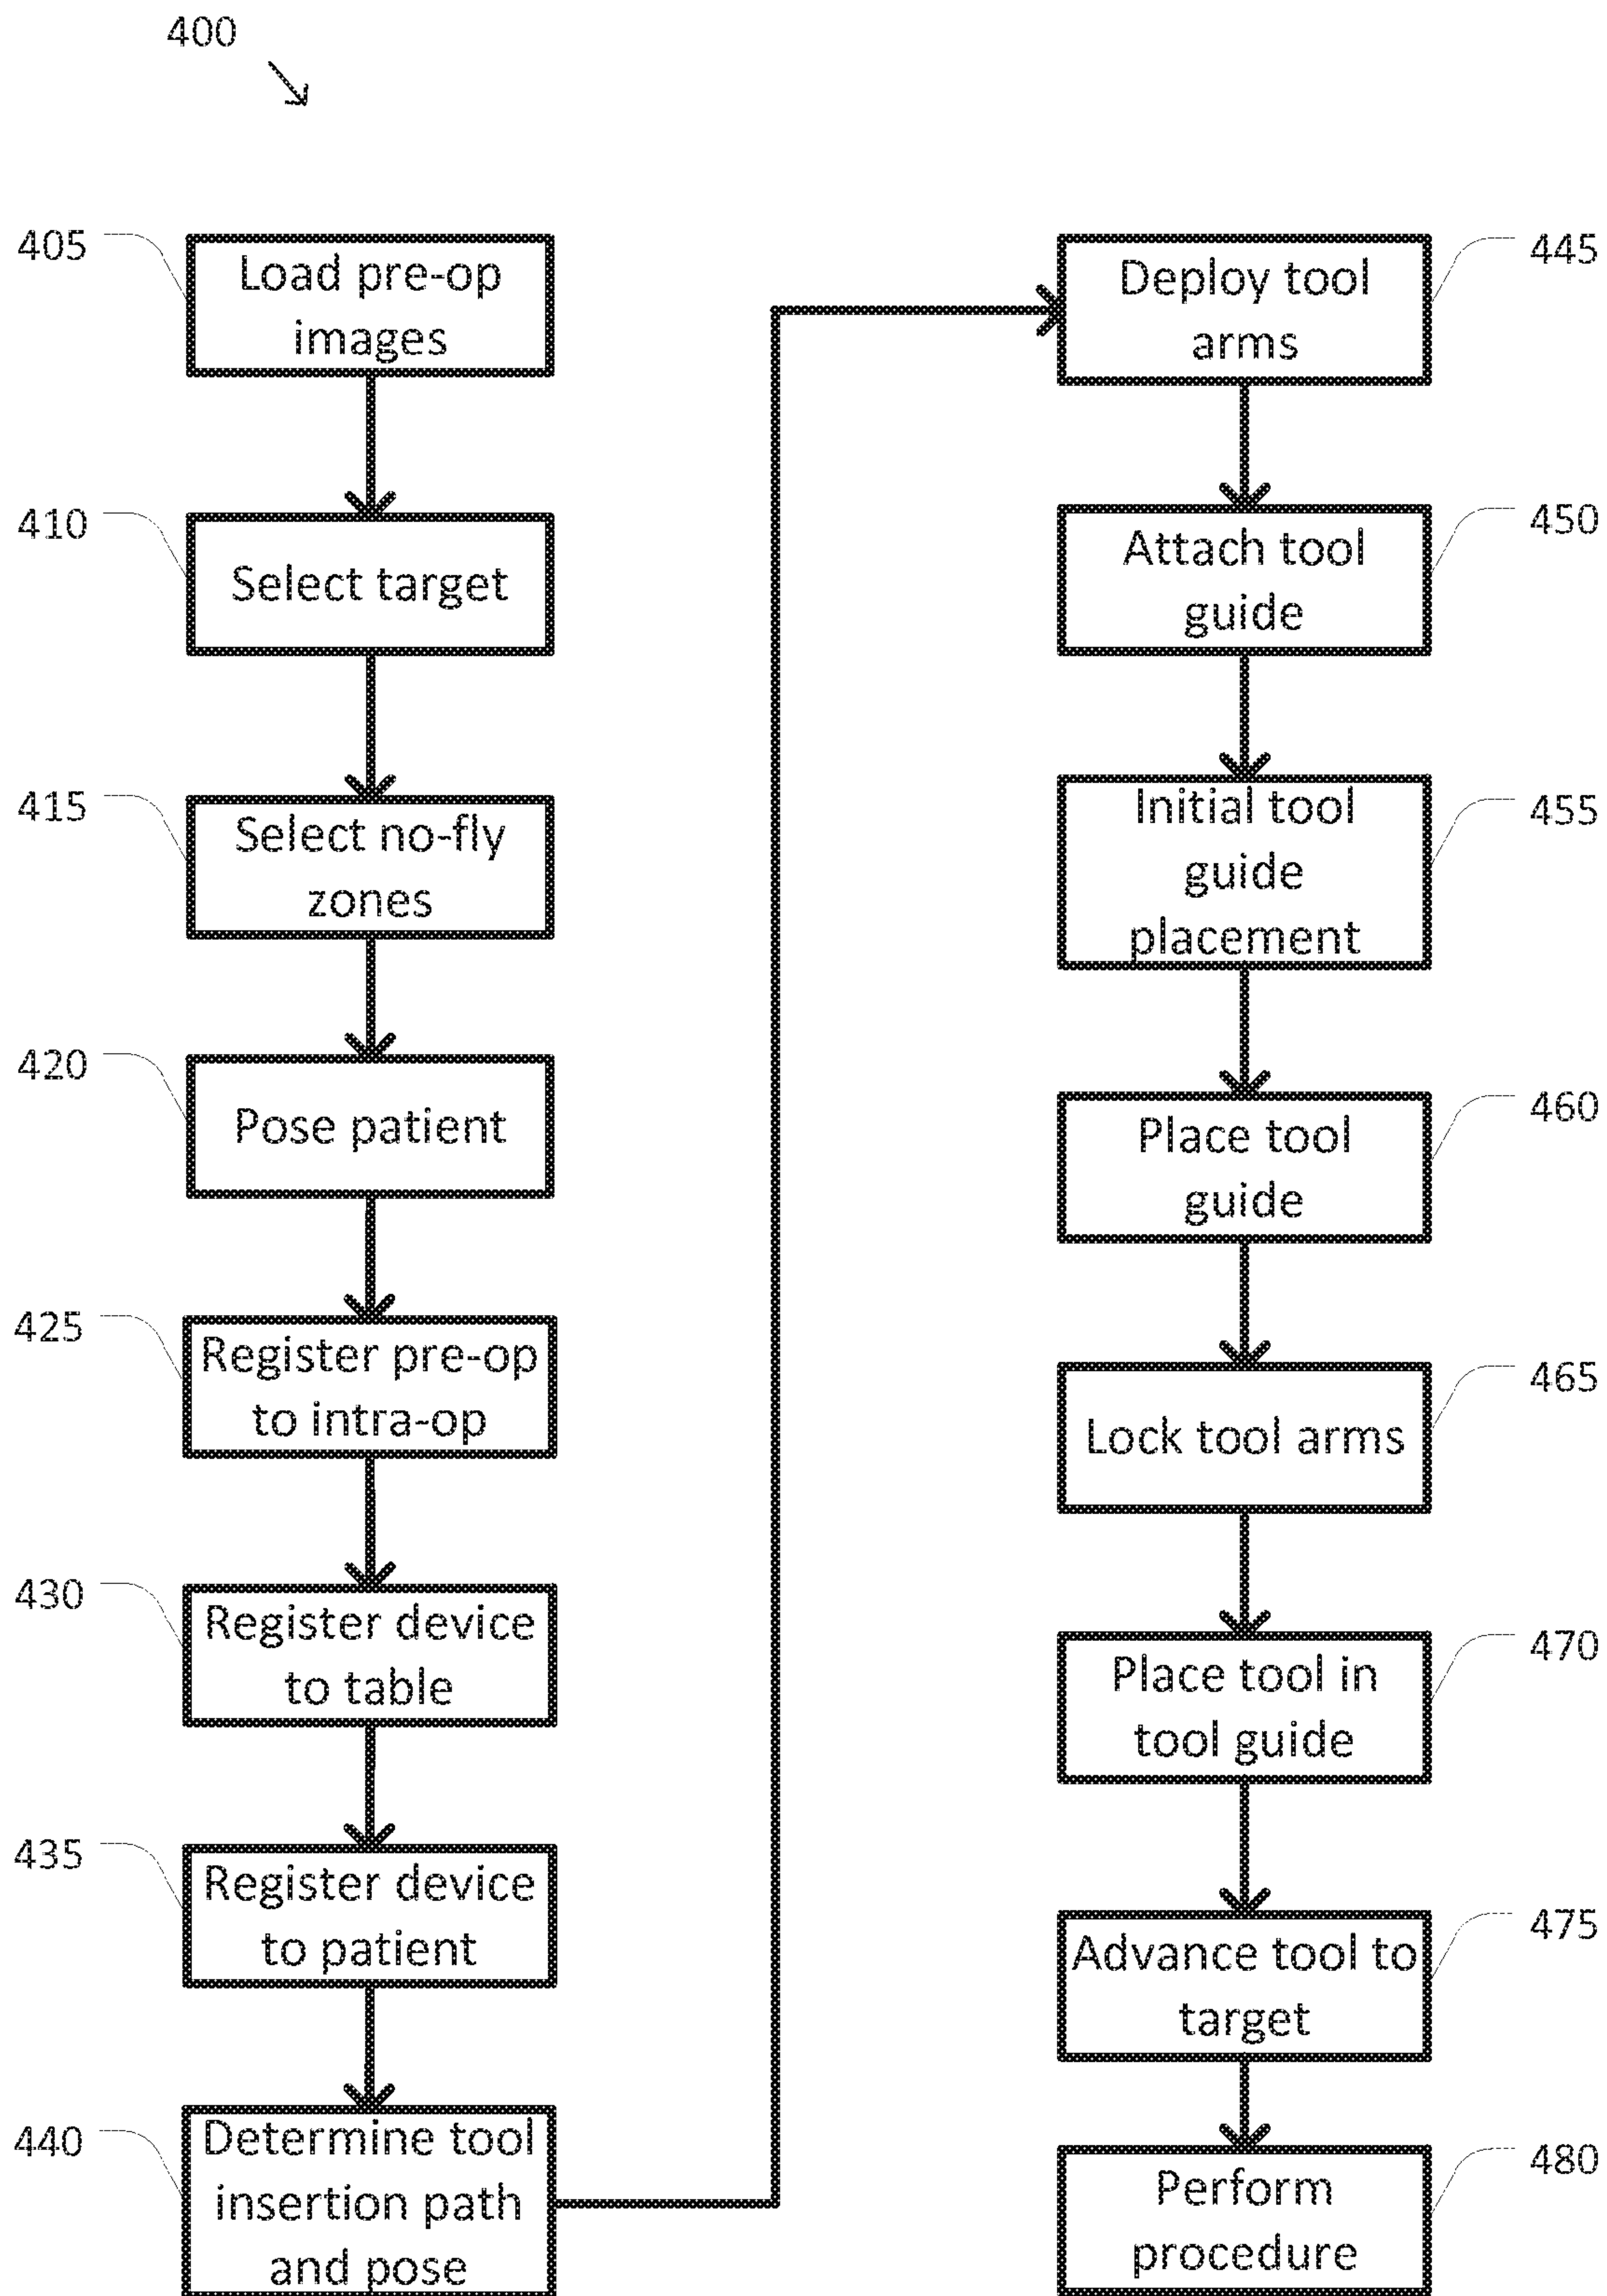 400
405
Load pre-op
images
410
Select target
415
Select no-fly
zones
420
Pose patient
425
Register pre-op
to intra-op
430
Register device
to table
435
Register device
to patient
440
Determine tool
insertion path
and pose
445
Deploy tool
arms
450
Attach tool
guide
455
Initial tool
guide
placement
460
Place tool
guide
465
Lock tool arms
470
Place tool in
tool guide
475
Advance tool to
target
480
Perform
procedure